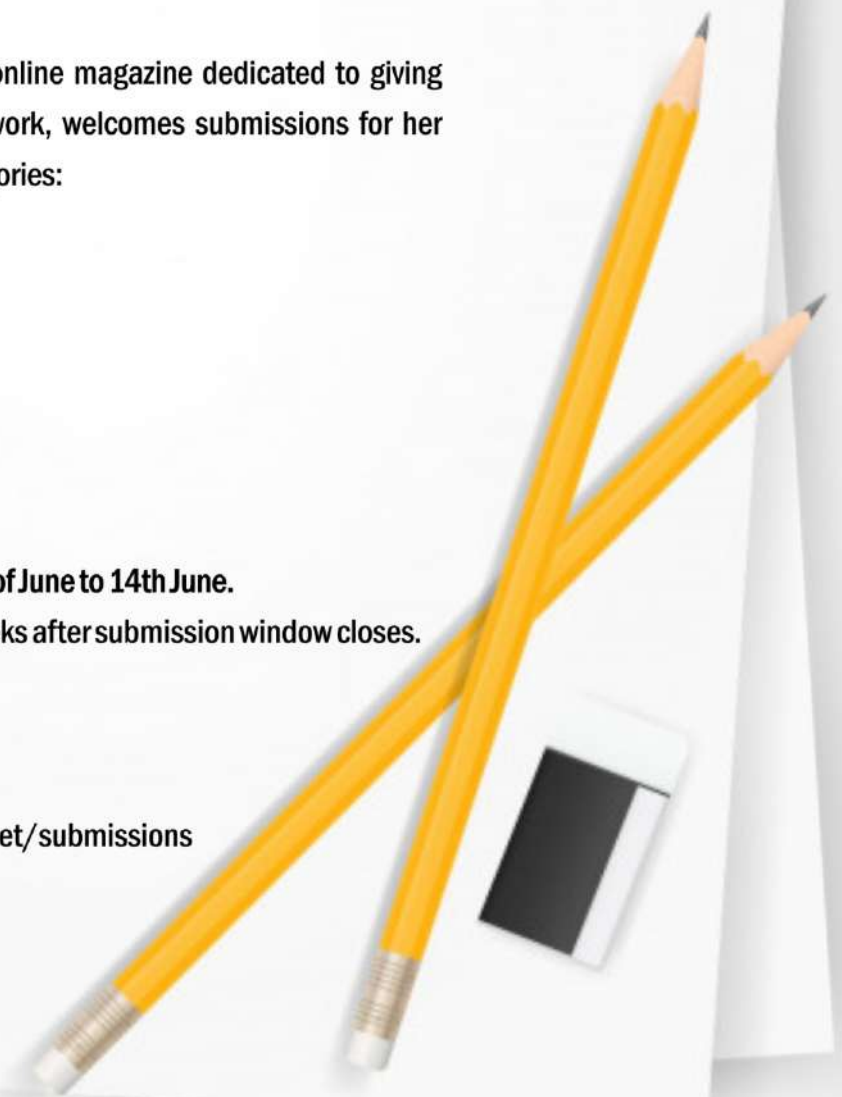 online magazine dedicated to giving
work, welcomes submissions for her
ories:
of June to 14th June.
ks after submission window closes.
et/submissions